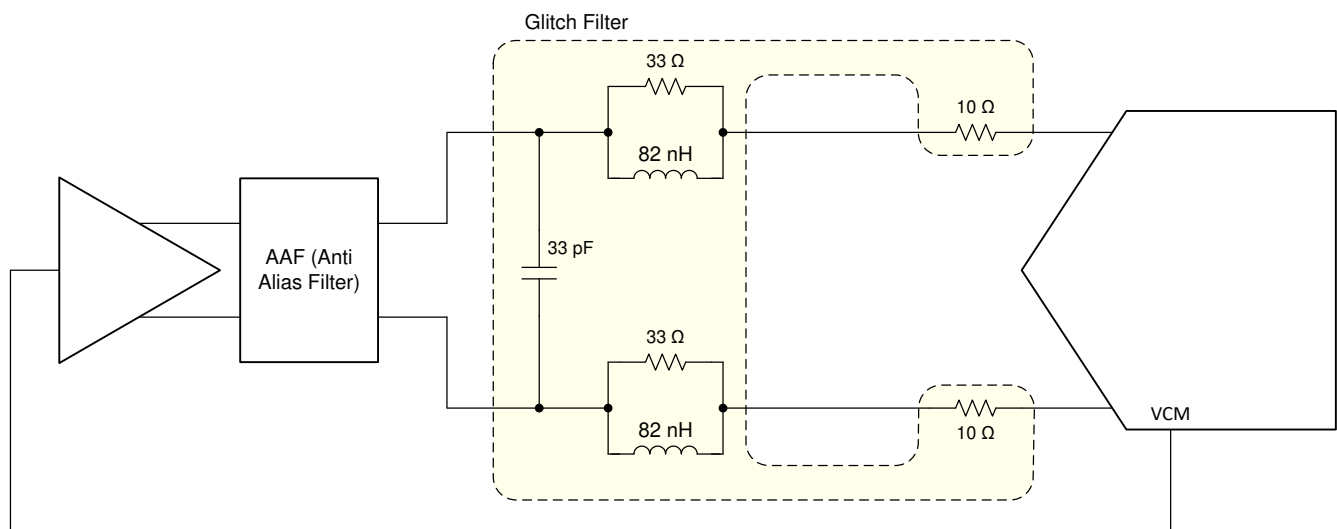 Glitch Filter
33 Ω
10 Ω
82 nH
33 pF
AAF (Anti
Alias Filter)
33 Ω
82 nH
10 Ω
VCM